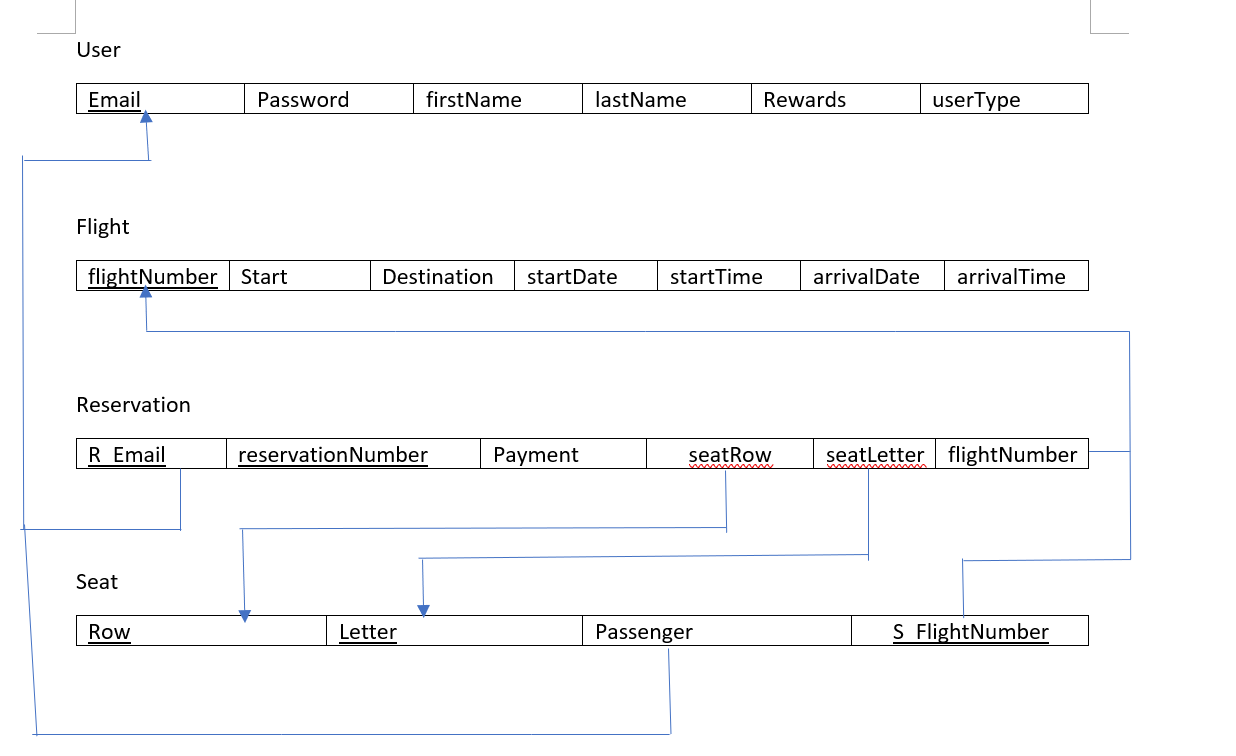 User
Email Password firstName lastName Rewards userType
Flight
flightNumber Start Destination startDate startTime arrivalDate arrivalTime
Reservation
R_Email reservationNumber Payment seatRow seatLetter flightNumber
Seat
Row Letter Passenger S_FlightNumber